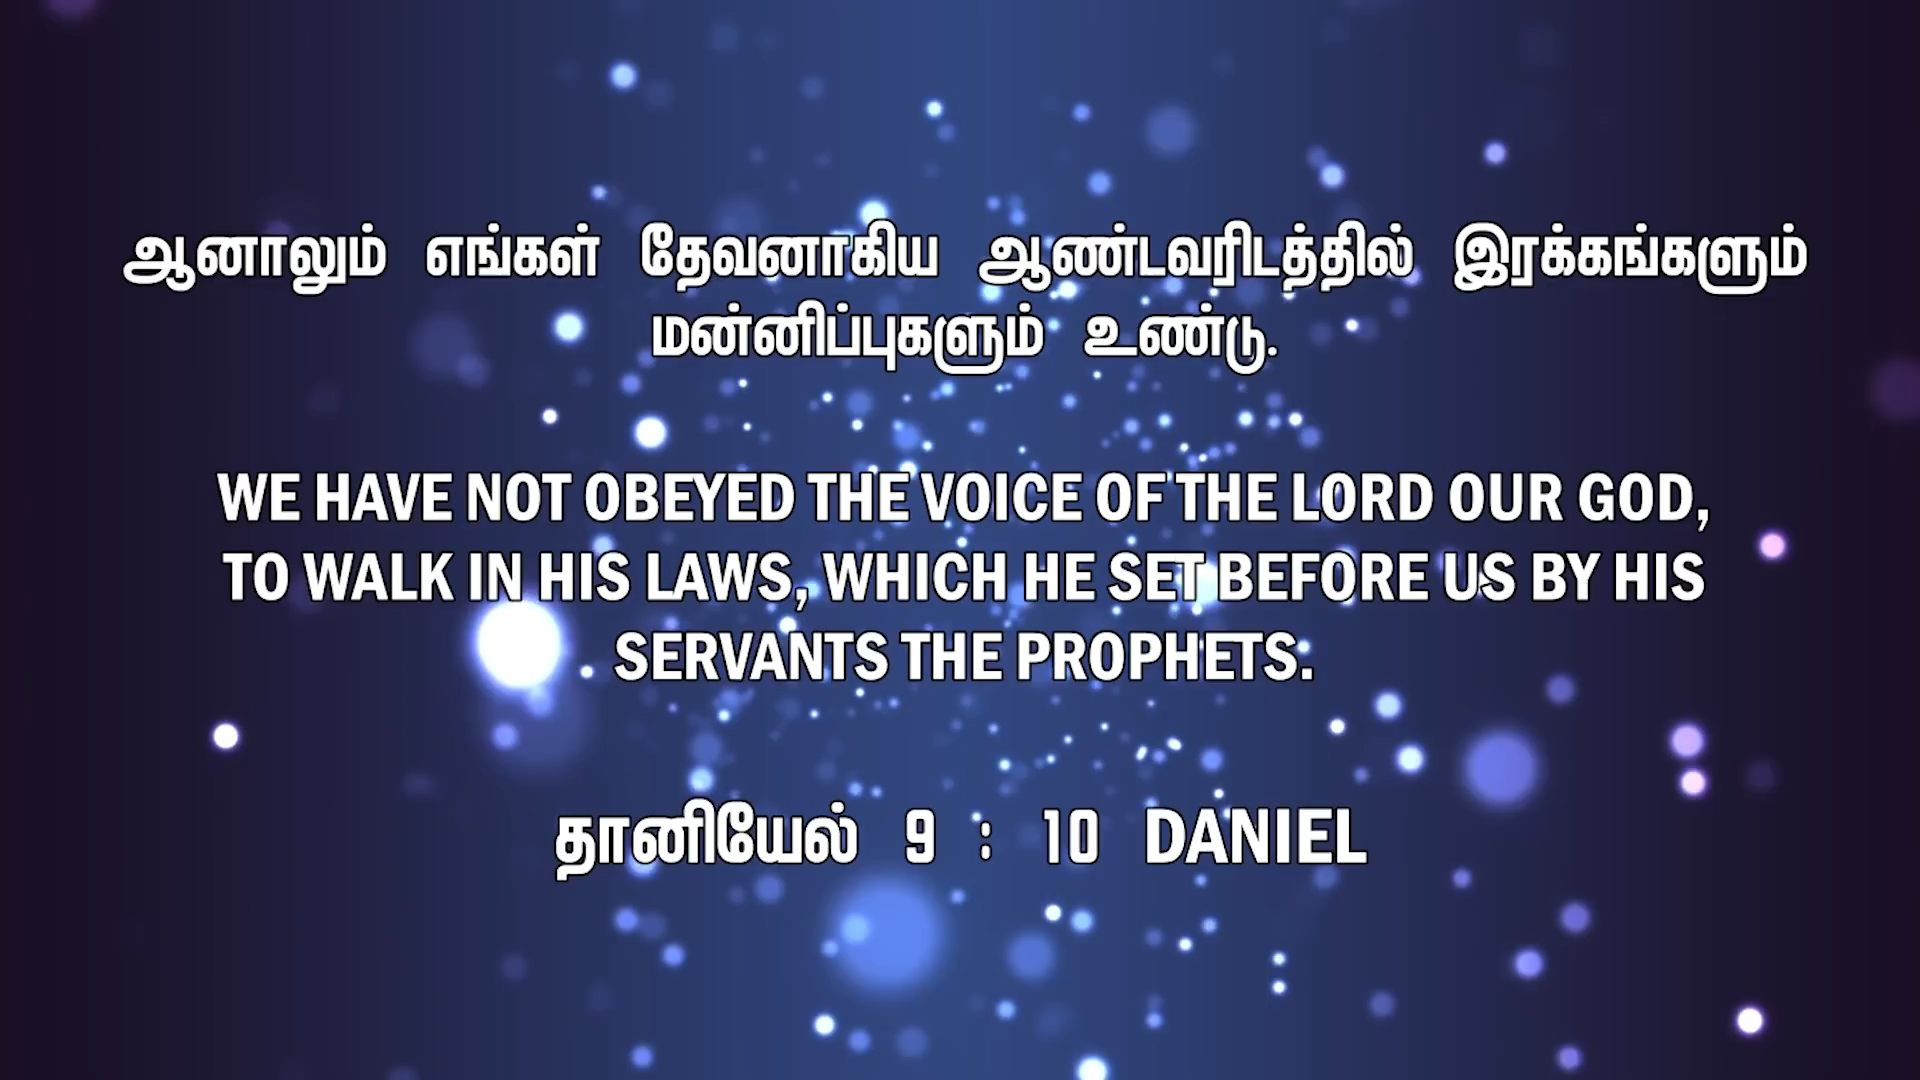 ஆனாலும் எங்கள் தேவனாகிய ஆண்டவரிடத்தில் இரக்கங்களும்
மன்னிப்புகளும் உண்டு.
WE HAVE NOT OBEYED THE VOICE OF THE LORD OUR GOD,
TO WALK IN HIS LAWS, WHICH HE SET BEFORE US BY HIS
SERVANTS THE PROPHETS.
தானியேல் 9 : 10 DANIEL